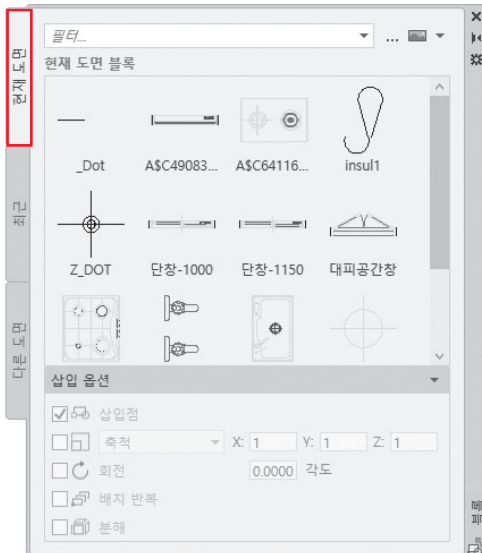 현재 도면
최근
다른 도면
필터...
...
현재 도면 블록
_Dot
A$C49083...
A$C64116...
insul1
Z_DOT
단창-1000
단창-1150
대피공간창
삽입 옵션
삽입점
축척 X: 1 Y: 1 Z: 1
회전 0.0000 각도
배치 반복
분해
블록